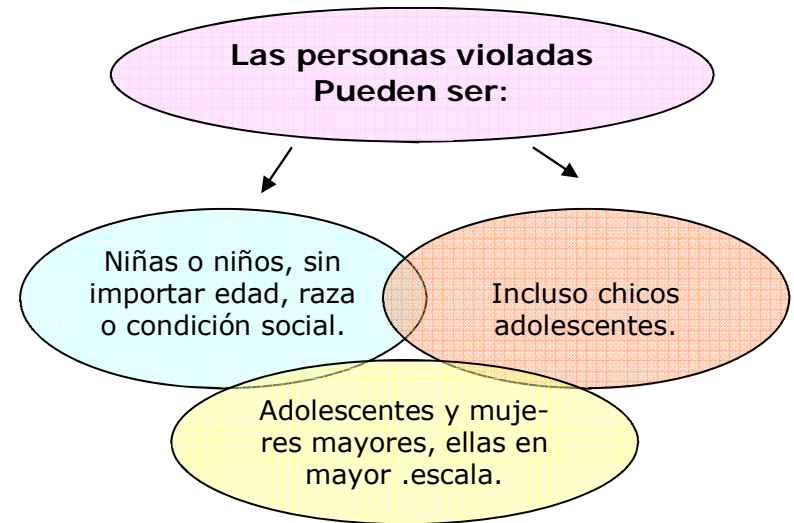 Las personas violadas
Pueden ser:
Niñas o niños, sin
importar edad, raza
o condición social.
Incluso chicos
adolescentes.
Adolescentes y muje-
res mayores, ellas en
mayor .escala.